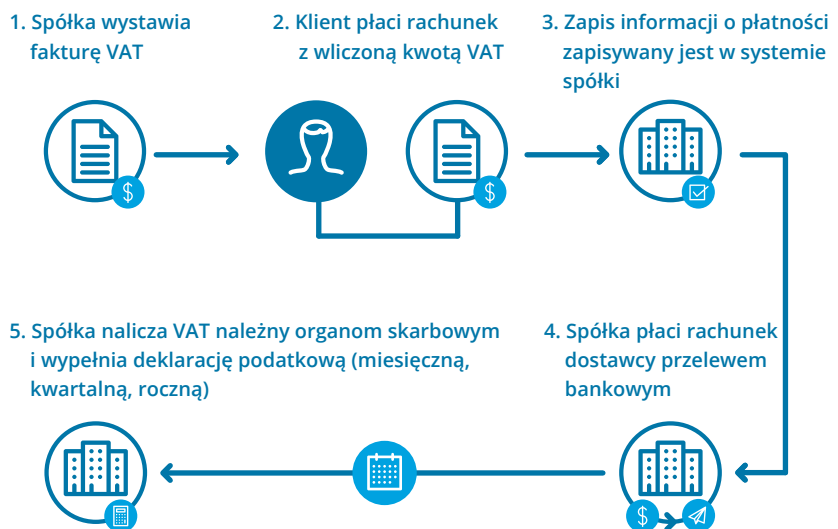 1. Spółka wystawia
fakturę VAT
2. Klient płaci rachunek
z wliczoną kwotą VAT
3. Zapis informacji o płatności
zapisywany jest w systemie
spółki
$
$
5. Spółka nalicza VAT należny organom skarbowym
i wypełnia deklarację podatkową (miesięczną,
kwartalną, roczną)
4. Spółka płaci rachunek
dostawcy przelewem
bankowym
$